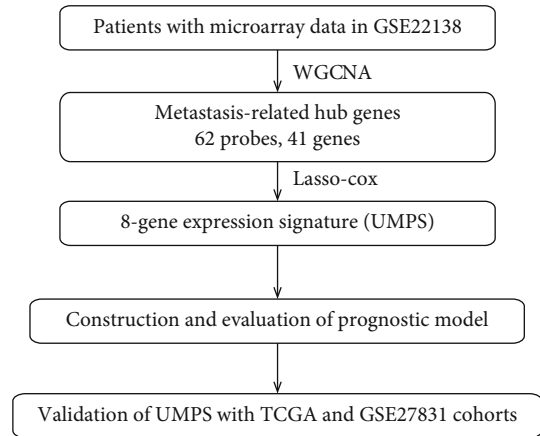 Patients with microarray data in GSE22138
WGCNA
Metastasis-related hub genes
62 probes, 41 genes
Lasso-cox
8-gene expression signature (UMPS)
Construction and evaluation of prognostic model
Validation of UMPS with TCGA and GSE27831 cohorts